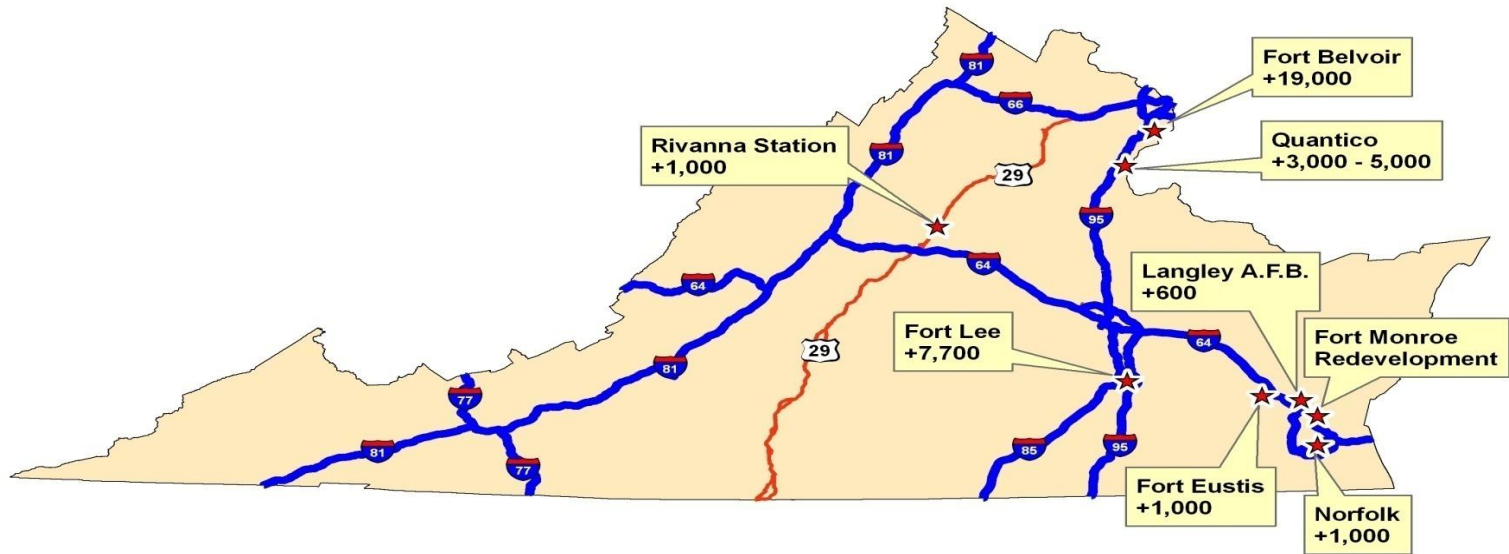 81
Fort Belvoir
+19,000
66
Rivanna Station
+1,000
81
Quantico
+3,000 - 5,000
29
95
64
Langley A.F.B.
+600
64
Fort Lee
+7,700
64
Fort Monroe
Redevelopment
29
81
77
81
77
85
95
Fort Eustis
+1,000
Norfolk
+1,000